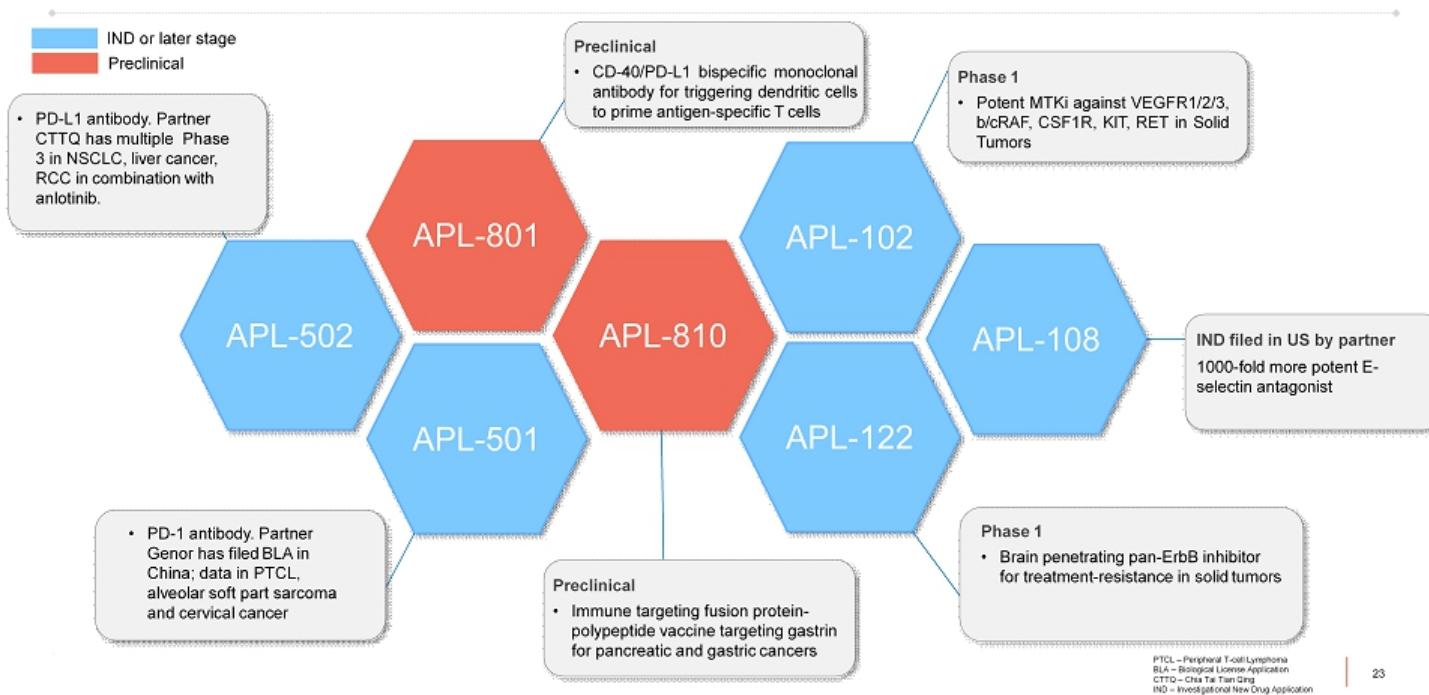 IND or later stage
Preclinical
Preclinical
• CD-40/PD-L1 bispecific monoclonal
antibody for triggering dendritic cells
to prime antigen-specific T cells
Phase 1
• Potent MTKi against VEGFR1/2/3,
b/cRAF, CSF1R, KIT, RET in Solid
Tumors
• PD-L1 antibody. Partner
CTTQ has multiple Phase
3 in NSCLC, liver cancer,
RCC in combination with
anlotinib.
APL-801
APL-102
APL-502
APL-810
APL-108
APL-501
APL-122
IND filed in US by partner
1000-fold more potent E-
selectin antagonist
• PD-1 antibody. Partner
Genor has filed BLA in
China; data in PTCL,
alveolar soft part sarcoma
and cervical cancer
Preclinical
• Immune targeting fusion protein-
polypeptide vaccine targeting gastrin
for pancreatic and gastric cancers
Phase 1
• Brain penetrating pan-ErbB inhibitor
for treatment-resistance in solid tumors
PTCL – Peripheral T-cell Lymphoma
BLA – Biological License Application
CTTQ – Chia Tai Tian Qing
IND – Investigational New Drug Application
23